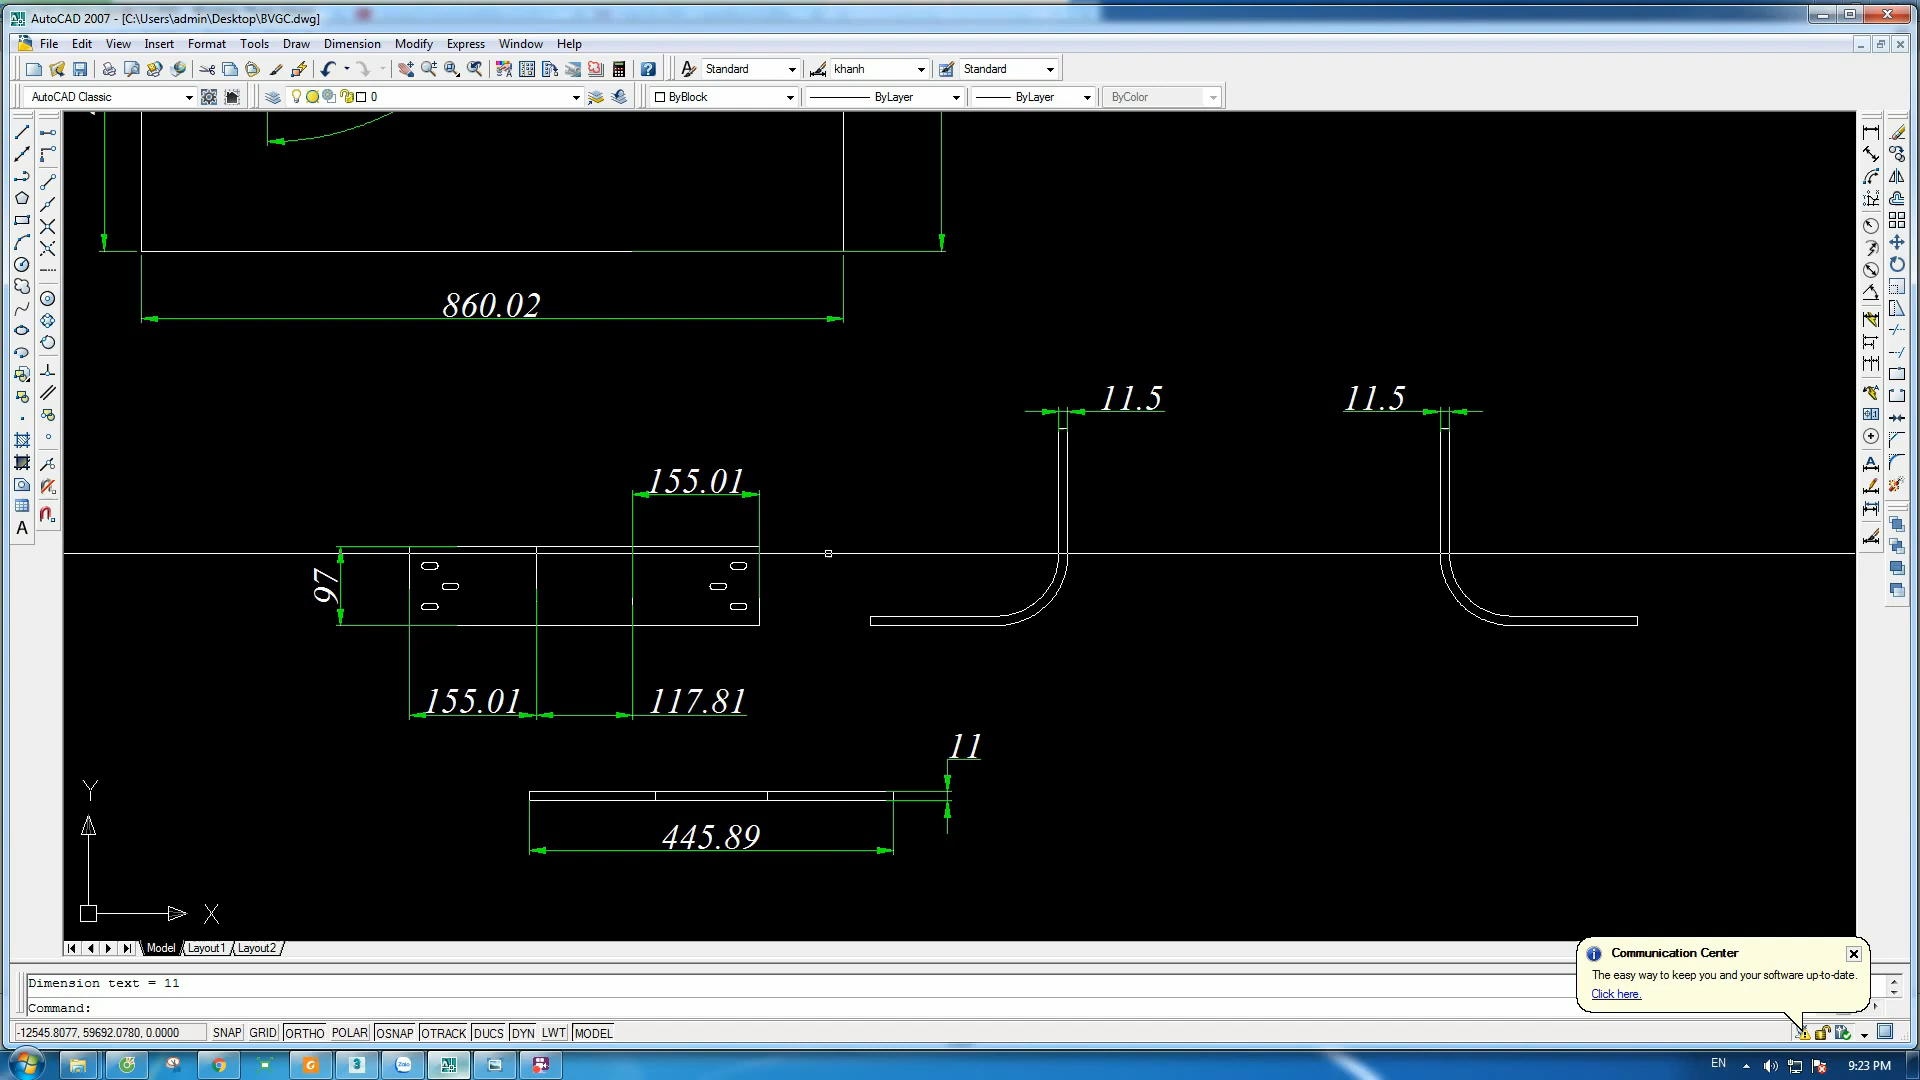 AutoCAD 2007 - [C:\Users\admin\Desktop\BVGC.dwg]
File Edit View Insert Format Tools Draw Dimension Modify Express Window Help
Standard khanh Standard
AutoCAD Classic 0 ByBlock ByLayer ByLayer ByColor
860.02
11.5 11.5
155.01
97
155.01 117.81
11
445.89
Y
X
A
Model Layout1 Layout2
Dimension text = 11
Command:
Communication Center
The easy way to keep you and your software up-to-date.
Click here.
-12545.8077, 59692.0780, 0.0000 SNAP GRID ORTHO POLAR OSNAP OTRACK DUCS DYN LWT MODEL
EN 9:23 PM